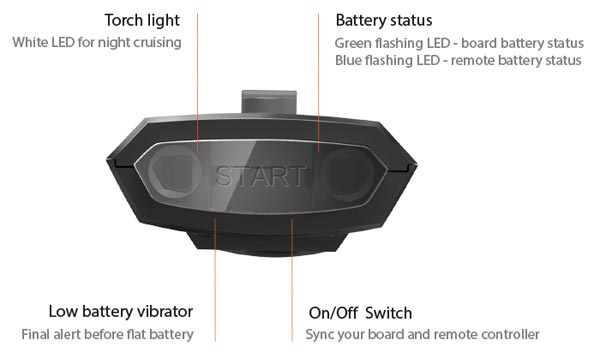 Torch light
White LED for night cruising
Battery status
Green flashing LED - board battery status
Blue flashing LED - remote battery status
START
Low battery vibrator
Final alert before flat battery
On/Off Switch
Sync your board and remote controller